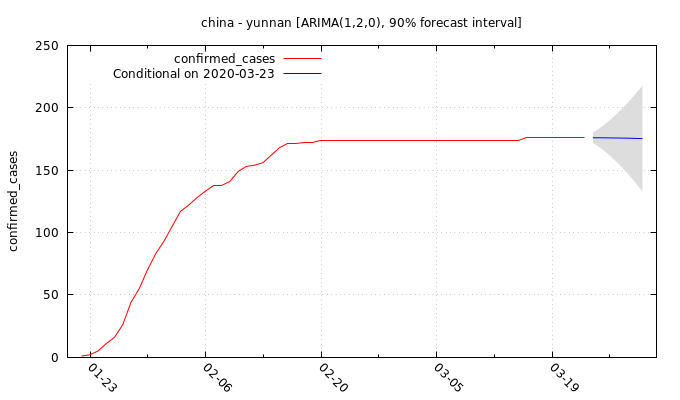 china - yunnan [ARIMA(1,2,0), 90% forecast interval]
250
200
150
100
50
0
confirmed_cases
confirmed_cases
Conditional on 2020-03-23
01-23
02-06
02-20
03-05
03-19